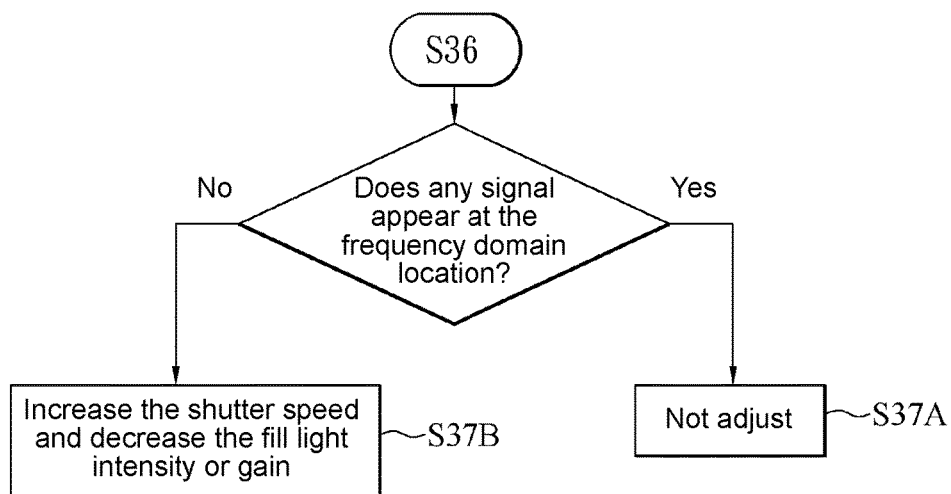 S36
No
Yes
Does any signal
appear at the
frequency domain
location?
Increase the shutter speed
and decrease the fill light
intensity or gain
S37B
Not adjust
S37A